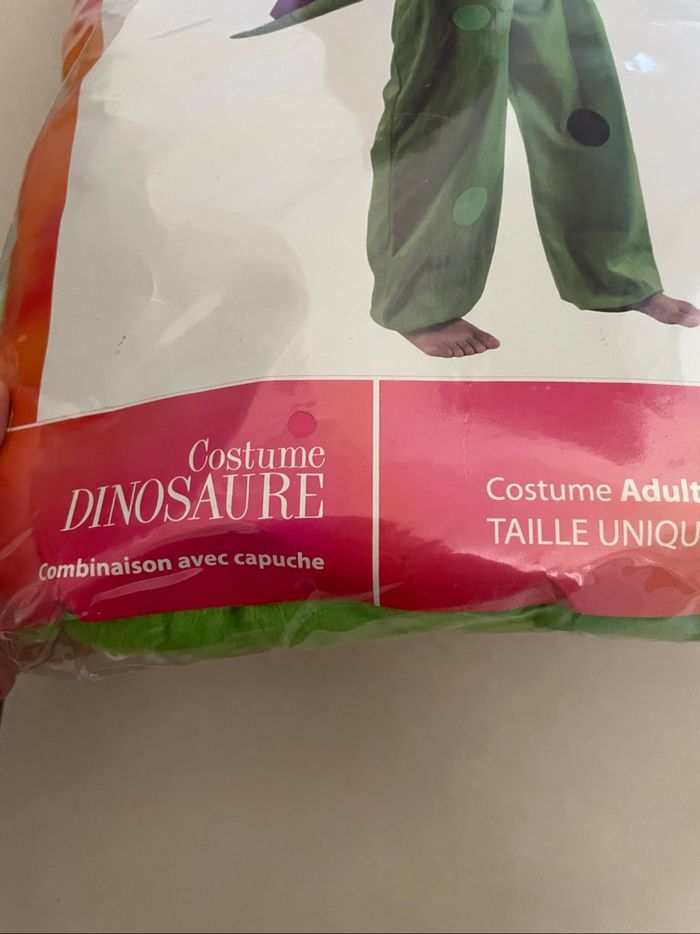 Costume
DINOSAURE
Combinaison avec capuche
Costume Adult
TAILLE UNIQU